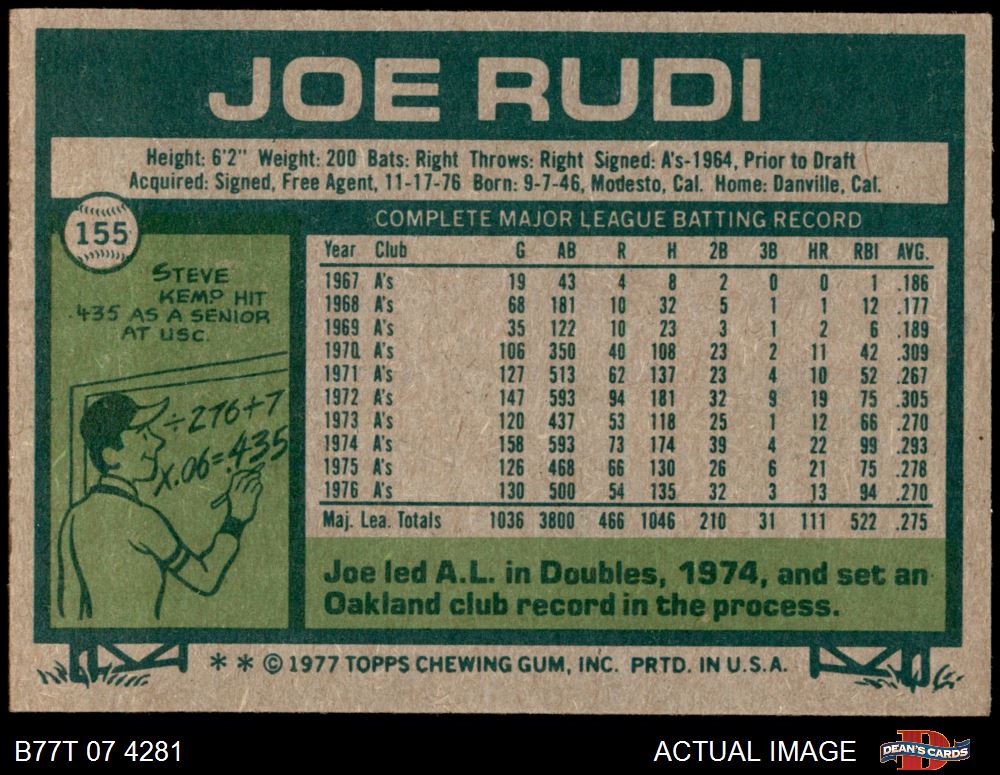 JOE RUDI
Height: 6'2" Weight: 200 Bats: Right Throws: Right Signed: A's-1964, Prior to Draft
Acquired: Signed, Free Agent, 11-17-76 Born: 9-7-46, Modesto, Cal. Home: Danville, Cal.
155
STEVE
KEMP HIT
.435 AS A SENIOR
AT USC.
÷276+7
X.06=.435
COMPLETE MAJOR LEAGUE BATTING RECORD
Year Club G AB R H 2B 3B HR RBI AVG.
1967 A's 19 43 4 8 2 0 0 1 .186
1968 A's 68 181 10 32 5 1 1 12 .177
1969 A's 35 122 10 23 3 1 2 6 .189
1970 A's 106 350 40 108 23 2 11 42 .309
1971 A's 127 513 62 137 23 4 10 52 .267
1972 A's 147 593 94 181 32 9 19 75 .305
1973 A's 120 437 53 118 25 1 12 66 .270
1974 A's 158 593 73 174 39 4 22 99 .293
1975 A's 126 468 66 130 26 6 21 75 .278
1976 A's 130 500 54 135 32 3 13 94 .270
Maj. Lea. Totals 1036 3800 466 1046 210 31 111 522 .275
Joe led A.L. in Doubles, 1974, and set an
Oakland club record in the process.
* * © 1977 TOPPS CHEWING GUM, INC. PRTD. IN U.S.A.
B77T 07 4281
ACTUAL IMAGE
D
DEAN'S CARDS